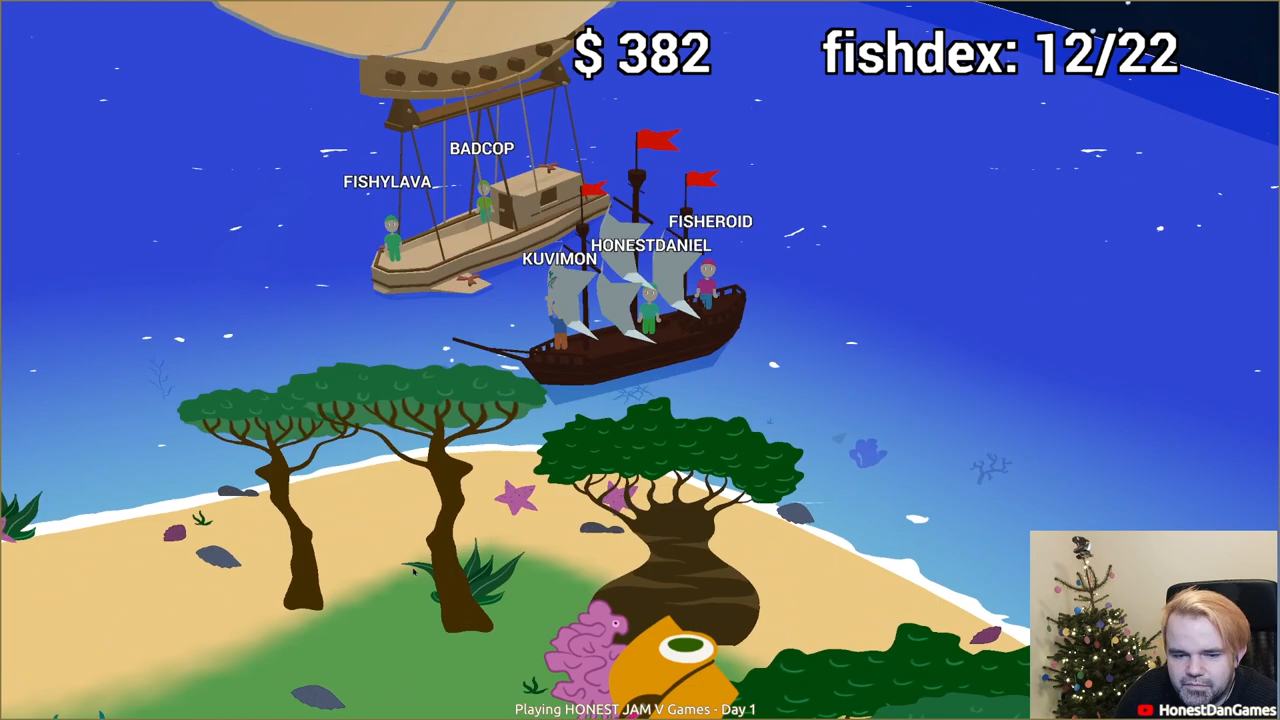 $ 382
fishdex: 12/22
BADCOP
FISHYLAVA
FISHEROID
HONESTDANIEL
KUVIMON
Playing HONEST JAM V Games - Day 1
HonestDanGames